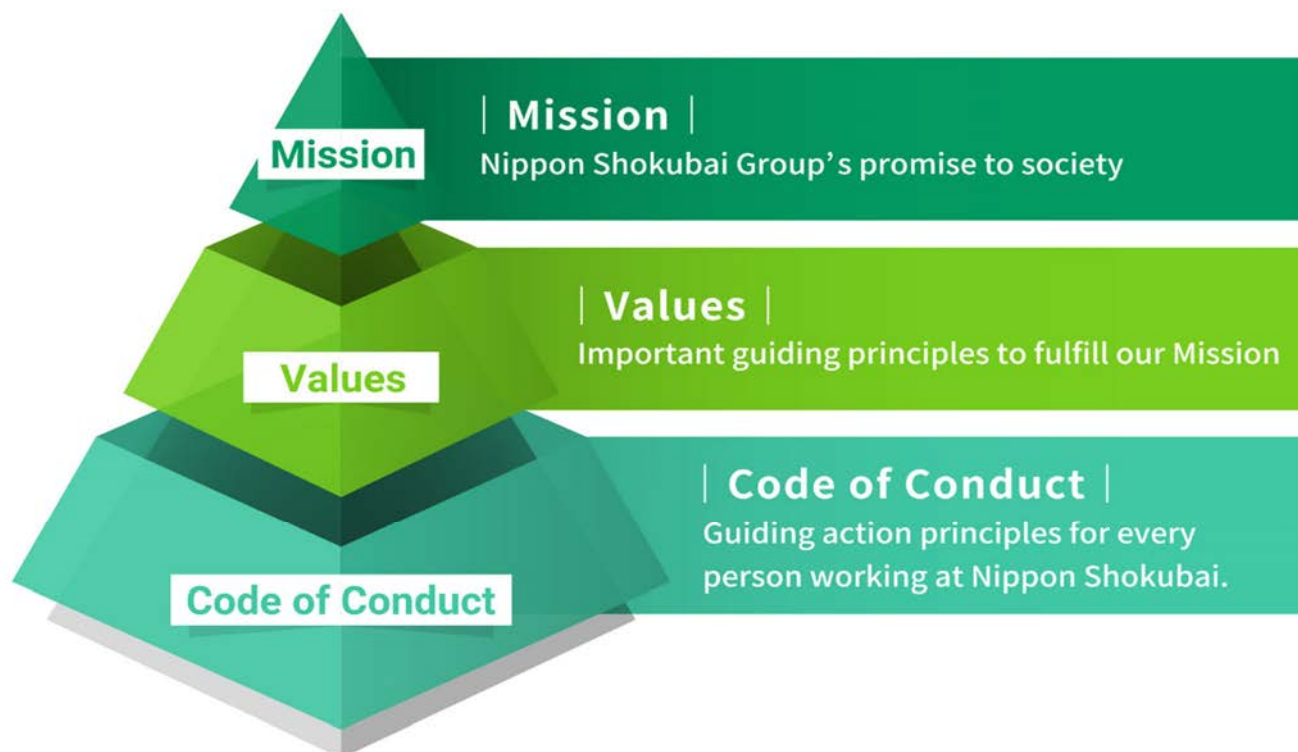 Mission
| Mission |
Nippon Shokubai Group’s promise to society
Values
| Values |
Important guiding principles to fulfill our Mission
Code of Conduct
| Code of Conduct |
Guiding action principles for every
person working at Nippon Shokubai.